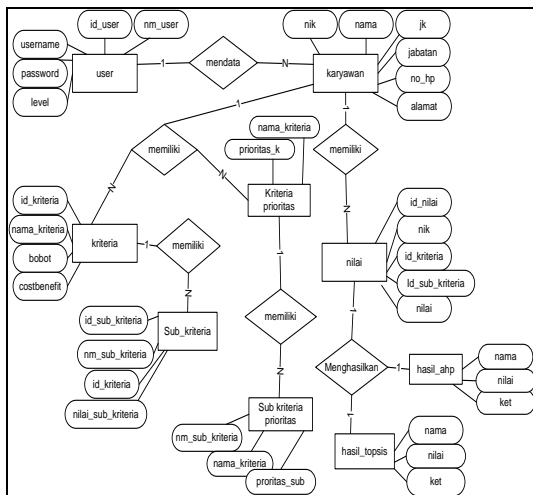 id_user
nm_user
username
password
level
user
1
mendata
N
nik
nama
jk
jabatan
no_hp
alamat
karyawan
1
1
memiliki
N
N
nama_kriteria
prioritas_k
Kriteria
prioritas
memiliki
N
id_kriteria
nama_kriteria
bobot
costbenefit
kriteria
1
memiliki
N
id_sub_kriteria
nm_sub_kriteria
id_kriteria
nilai_sub_kriteria
Sub_kriteria
1
memiliki
N
Sub kriteria
prioritas
nm_sub_kriteria
nama_kriteria
proritas_sub
id_nilai
nik
id_kriteria
Id_sub_kriteria
nilai
nilai
1
Menghasilkan
1
hasil_ahp
nama
nilai
ket
1
hasil_topsis
nama
nilai
ket